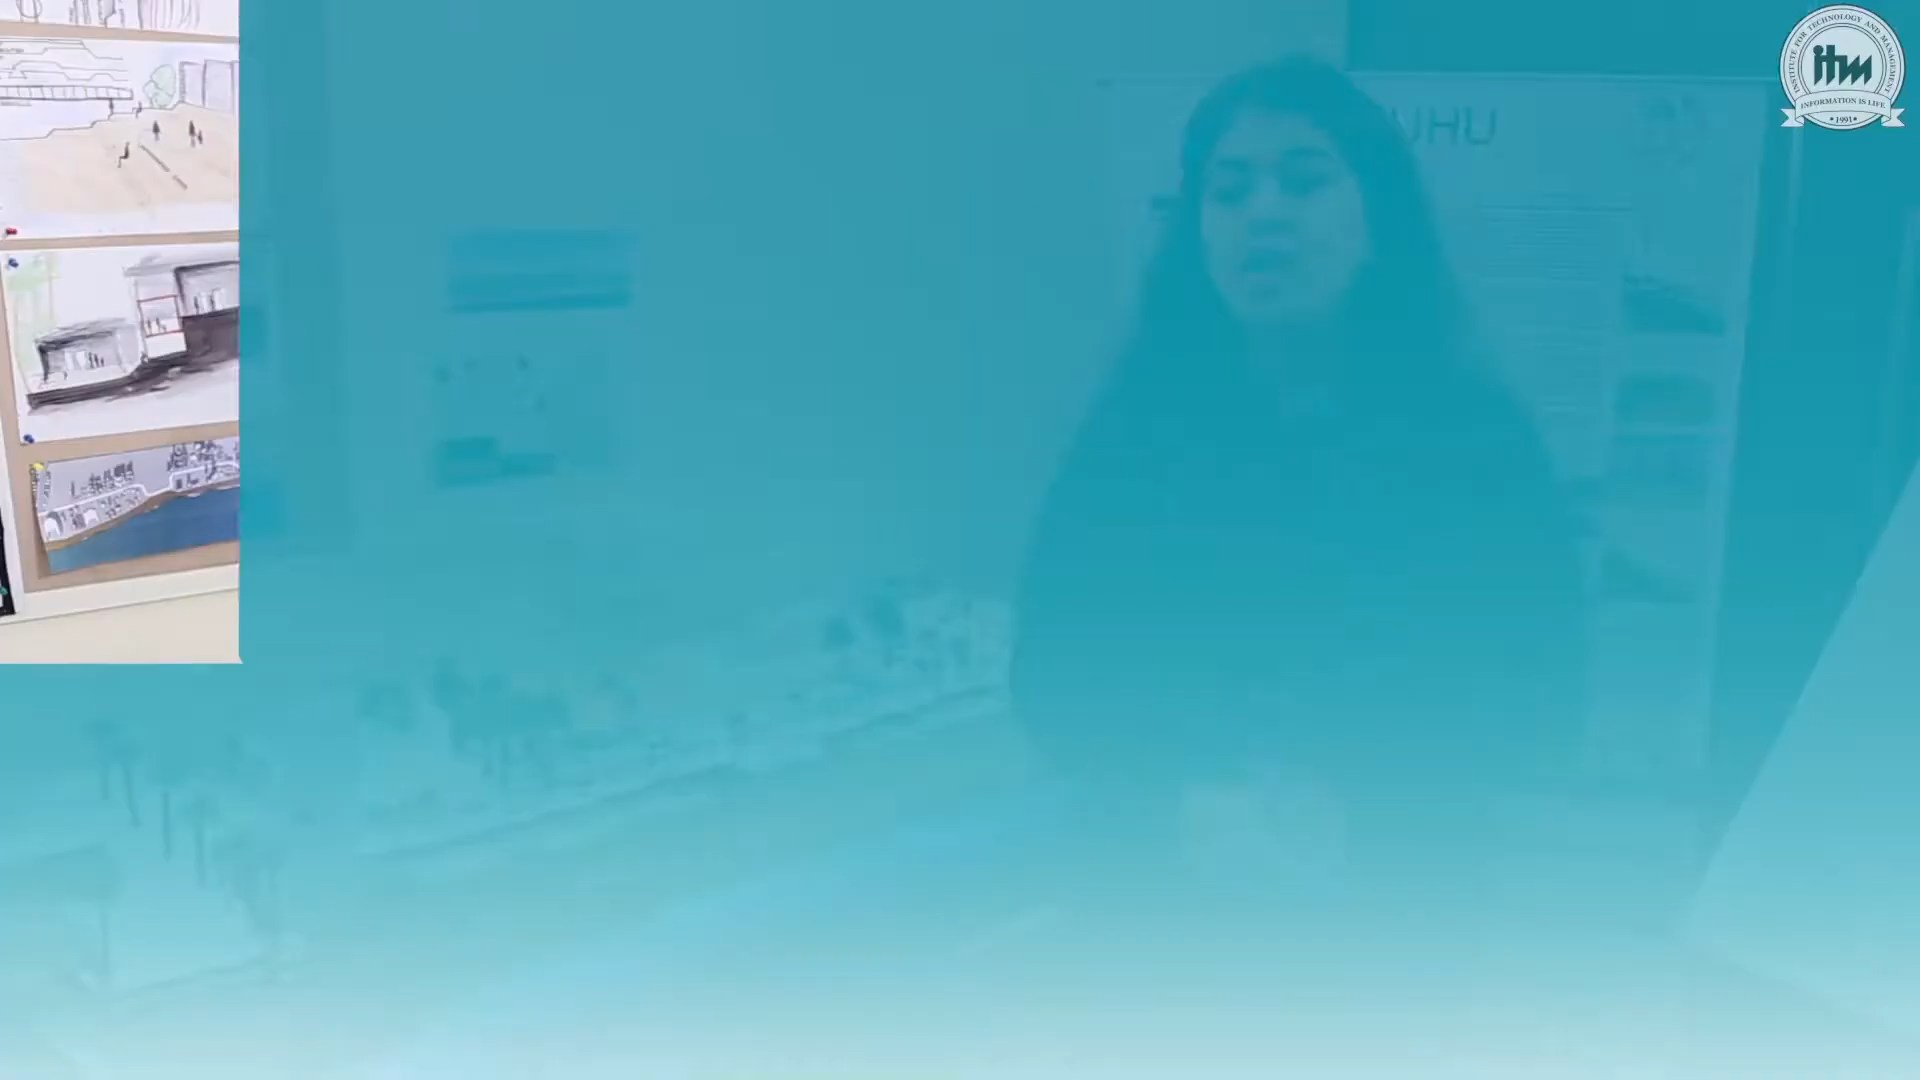 UHU
INSTITUTE FOR TECHNOLOGY AND MANAGEMENT
itm
INFORMATION IS LIFE
• 1991 •